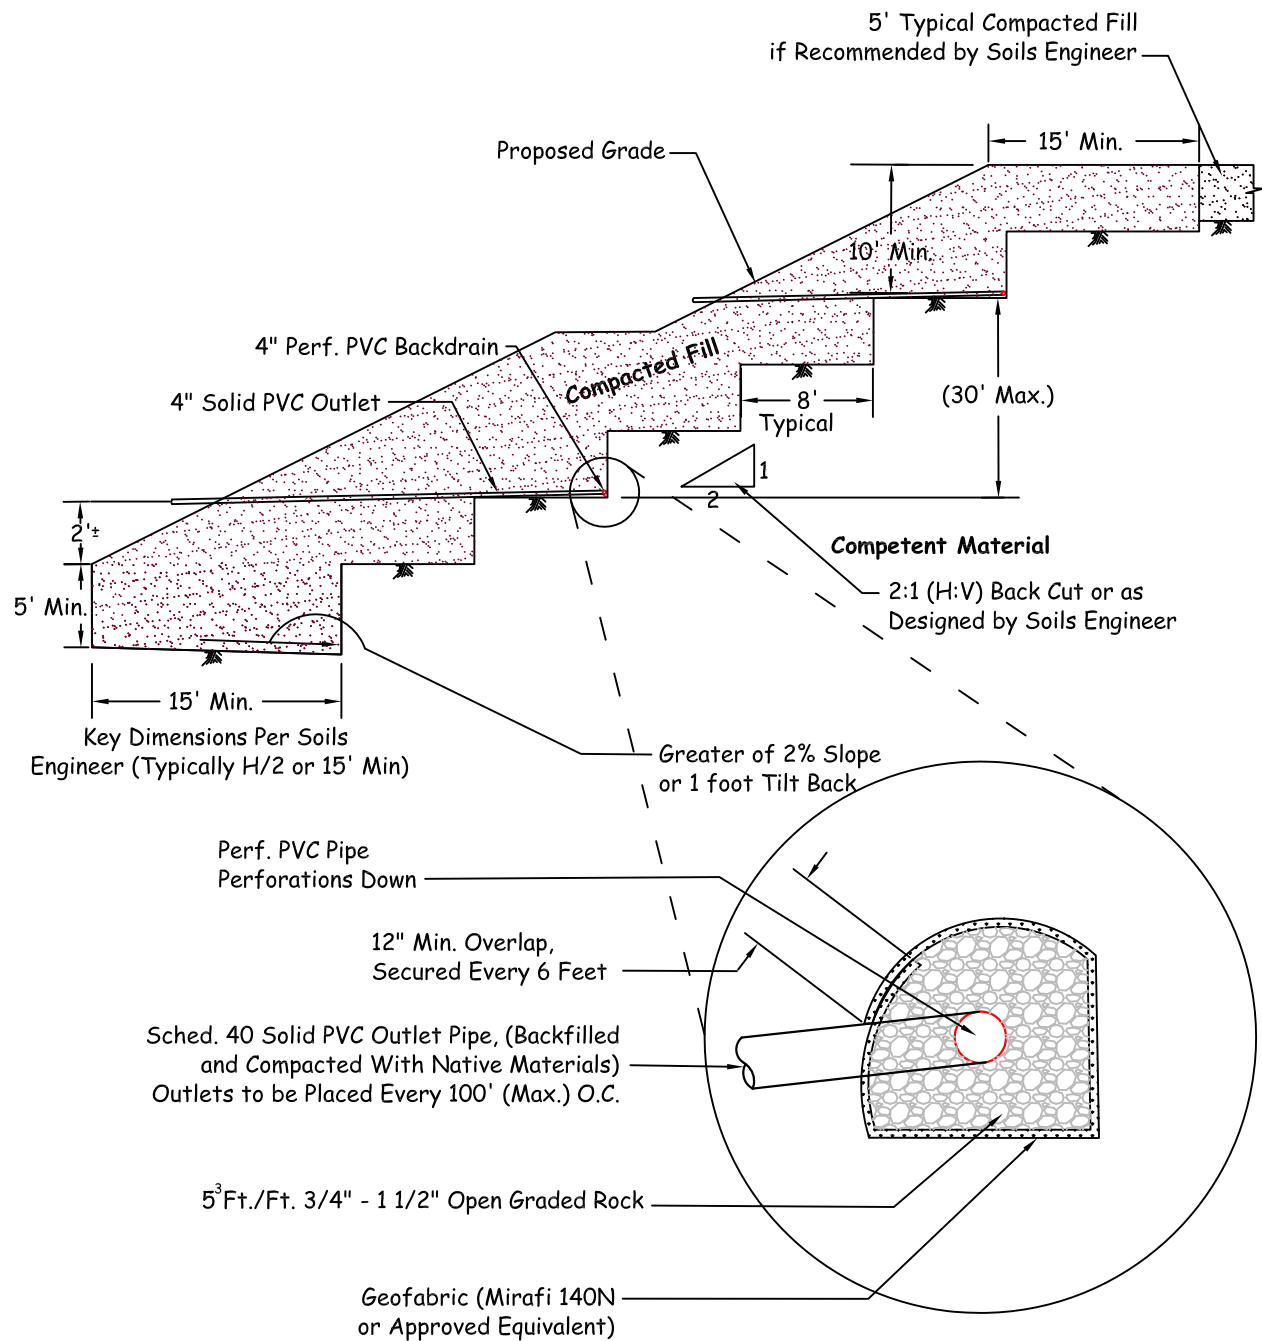 5' Typical Compacted Fill
if Recommended by Soils Engineer
15' Min.
Proposed Grade
10' Min.
4" Perf. PVC Backdrain
Compacted Fill
4" Solid PVC Outlet
8'
Typical
(30' Max.)
1
2
2'±
Competent Material
5' Min.
2:1 (H:V) Back Cut or as
Designed by Soils Engineer
15' Min.
Key Dimensions Per Soils
Engineer (Typically H/2 or 15' Min)
Greater of 2% Slope
or 1 foot Tilt Back
Perf. PVC Pipe
Perforations Down
12" Min. Overlap,
Secured Every 6 Feet
Sched. 40 Solid PVC Outlet Pipe, (Backfilled
and Compacted With Native Materials)
Outlets to be Placed Every 100' (Max.) O.C.
5³Ft./Ft. 3/4" - 1 1/2" Open Graded Rock
Geofabric (Mirafi 140N
or Approved Equivalent)